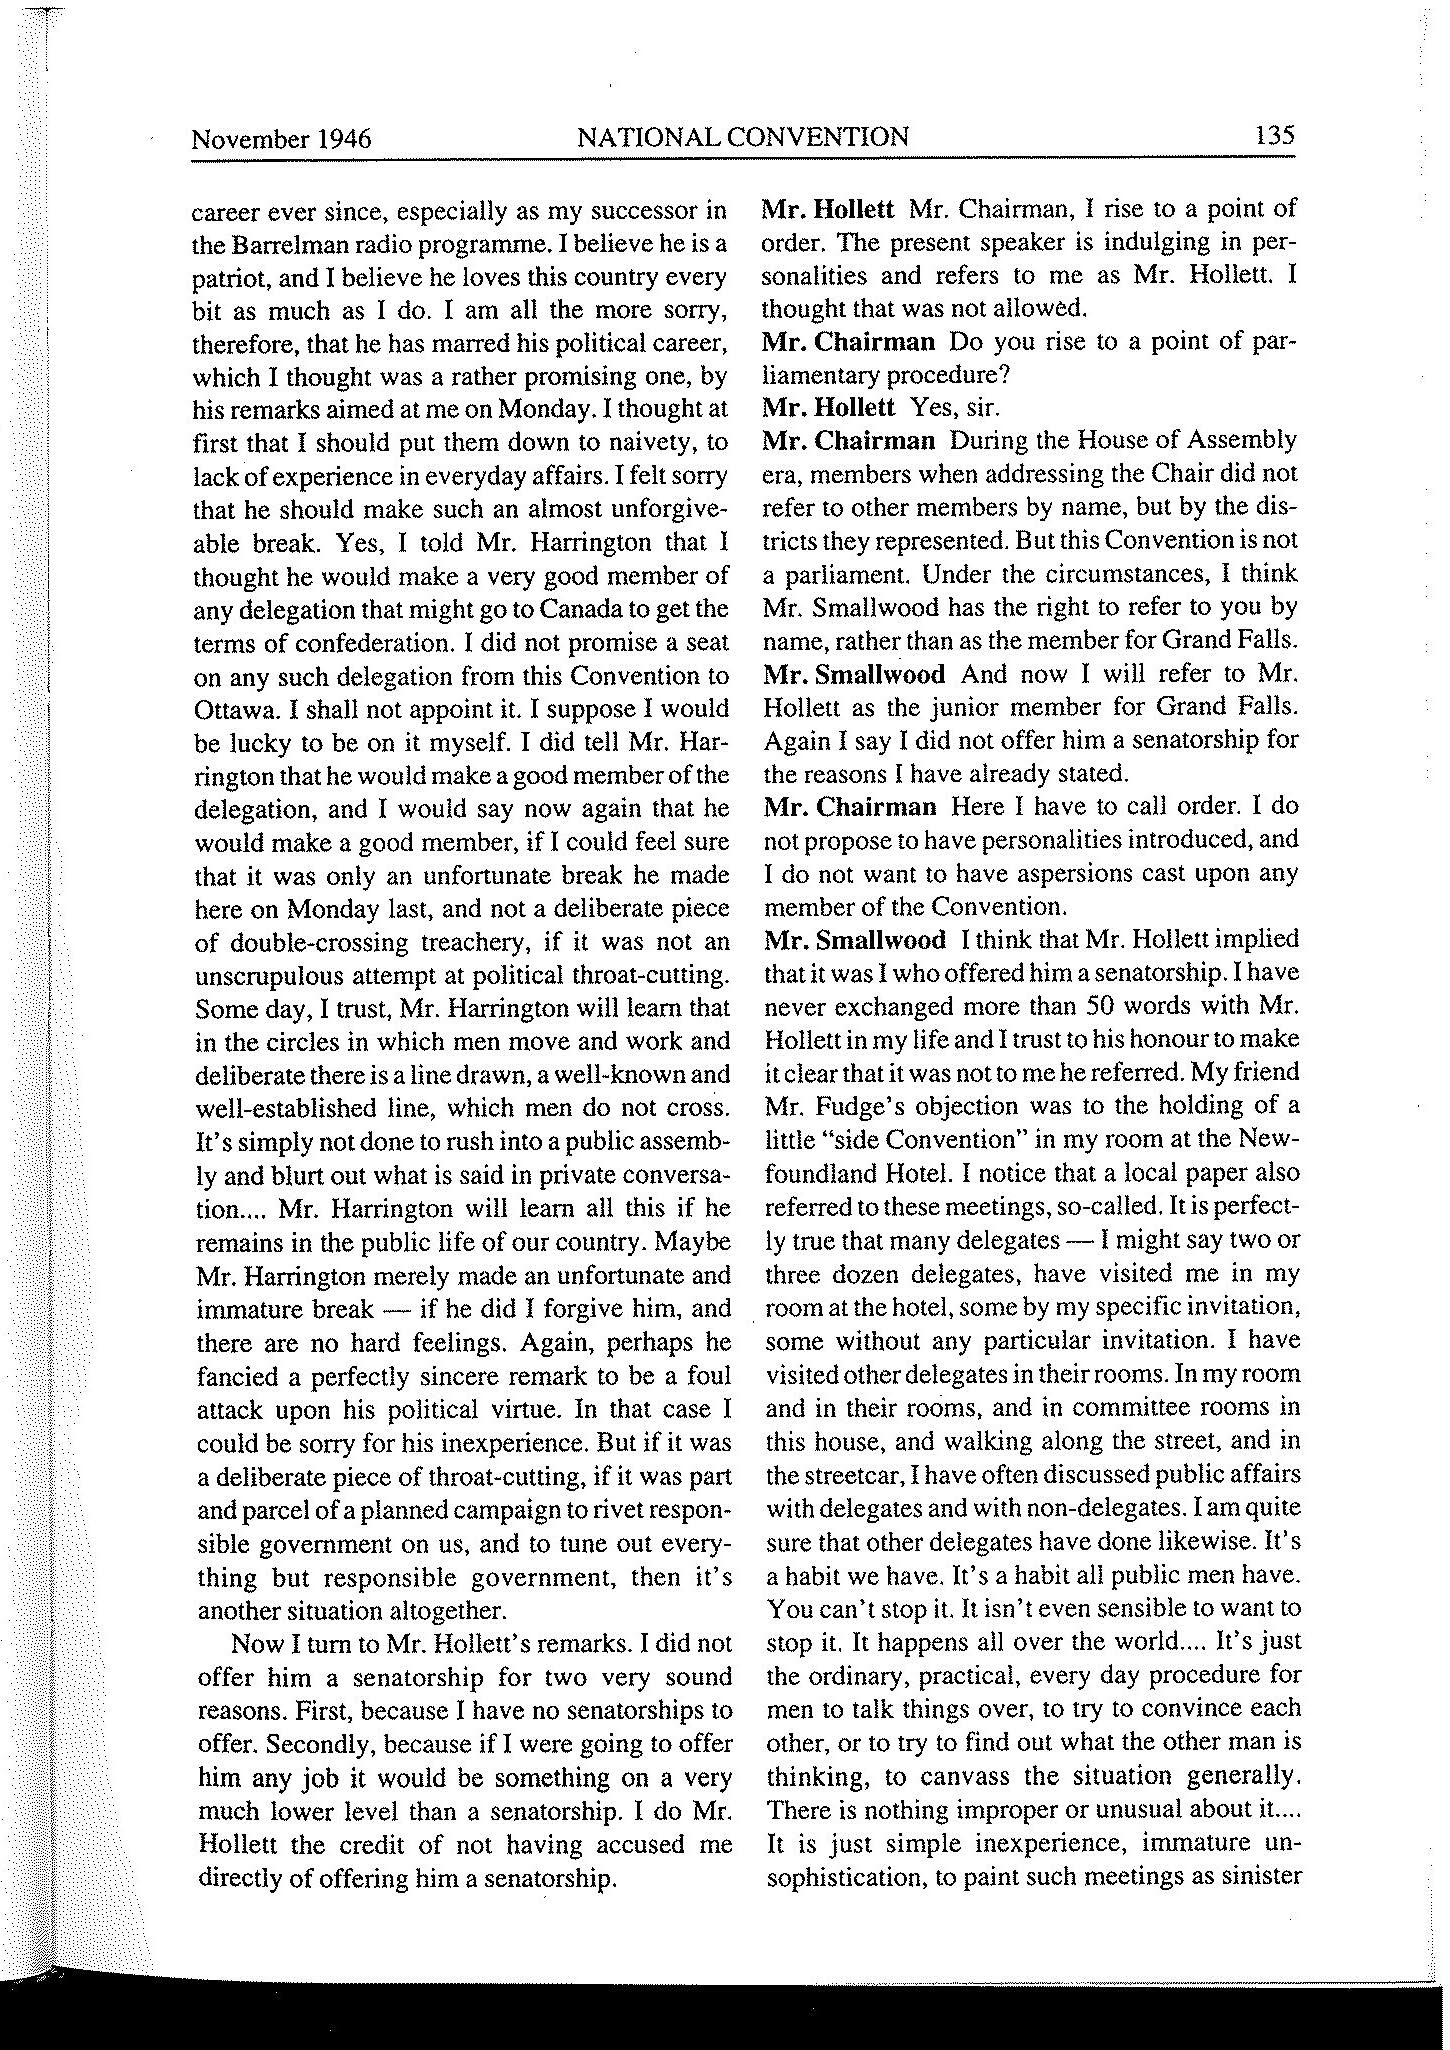 November 1946 NATIONAL CONVENTION 135
career ever since, especially as my successor in
the Barrelman radio programme. I believe he is a
patriot, and I believe he loves this country every
bit as much as I do. I am all the more sorry,
therefore, that he has marred his political career,
which I thought was a rather promising one, by
his remarks aimed at me on Monday. I thought at
first that I should put them down to naivety, to
lack of experience in everyday affairs. I felt sorry
that he should make such an almost unforgive-
able break. Yes, I told Mr. Harrington that I
thought he would make a very good member of
any delegation that might go to Canada to get the
terms of confederation. I did not promise a seat
on any such delegation from this Convention to
Ottawa. I shall not appoint it. I suppose I would
be lucky to be on it myself. I did tell Mr. Har-
rington that he would make a good member of the
delegation, and I would say now again that he
would make a good member, if I could feel sure
that it was only an unfortunate break he made
here on Monday last, and not a deliberate piece
of double-crossing treachery, if it was not an
unscrupulous attempt at political throat-cutting.
Some day, I trust, Mr. Harrington will learn that
in the circles in which men move and work and
deliberate there is a line drawn, a well-known and
well-established line, which men do not cross.
It's simply not done to rush into a public assemb-
ly and blurt out what is said in private conversa-
tion.... Mr. Harrington will learn all this if he
remains in the public life of our country. Maybe
Mr. Harrington merely made an unfortunate and
immature break — if he did I forgive him, and
there are no hard feelings. Again, perhaps he
fancied a perfectly sincere remark to be a foul
attack upon his political virtue. In that case I
could be sorry for his inexperience. But if it was
a deliberate piece of throat-cutting, if it was part
and parcel of a planned campaign to rivet respon-
sible government on us, and to tune out every-
thing but responsible government, then it's
another situation altogether.
Now I turn to Mr. Hollett's remarks. I did not
offer him a senatorship for two very sound
reasons. First, because I have no senatorships to
offer. Secondly, because if I were going to offer
him any job it would be something on a very
much lower level than a senatorship. I do Mr.
Hollett the credit of not having accused me
directly of offering him a senatorship.
Mr. Hollett Mr. Chairman, I rise to a point of
order. The present speaker is indulging in per-
sonalities and refers to me as Mr. Hollett. I
thought that was not allowed.
Mr. Chairman Do you rise to a point of par-
liamentary procedure?
Mr. Hollett Yes, sir.
Mr. Chairman During the House of Assembly
era, members when addressing the Chair did not
refer to other members by name, but by the dis-
tricts they represented. But this Convention is not
a parliament. Under the circumstances, I think
Mr. Smallwood has the right to refer to you by
name, rather than as the member for Grand Falls.
Mr. Smallwood And now I will refer to Mr.
Hollett as the junior member for Grand Falls.
Again I say I did not offer him a senatorship for
the reasons I have already stated.
Mr. Chairman Here I have to call order. I do
not propose to have personalities introduced, and
I do not want to have aspersions cast upon any
member of the Convention.
Mr. Smallwood I think that Mr. Hollett implied
that it was I who offered him a senatorship. I have
never exchanged more than 50 words with Mr.
Hollett in my life and I trust to his honour to make
it clear that it was not to me he referred. My friend
Mr. Fudge's objection was to the holding of a
little "side Convention" in my room at the New-
foundland Hotel. I notice that a local paper also
referred to these meetings, so-called. It is perfect-
ly true that many delegates — I might say two or
three dozen delegates, have visited me in my
room at the hotel, some by my specific invitation,
some without any particular invitation. I have
visited other delegates in their rooms. In my room
and in their rooms, and in committee rooms in
this house, and walking along the street, and in
the streetcar, I have often discussed public affairs
with delegates and with non-delegates. I am quite
sure that other delegates have done likewise. It's
a habit we have. It's a habit all public men have.
You can't stop it. It isn't even sensible to want to
stop it. It happens all over the world.... It's just
the ordinary, practical, every day procedure for
men to talk things over, to try to convince each
other, or to try to find out what the other man is
thinking, to canvass the situation generally.
There is nothing improper or unusual about it....
It is just simple inexperience, immature un-
sophistication, to paint such meetings as sinister